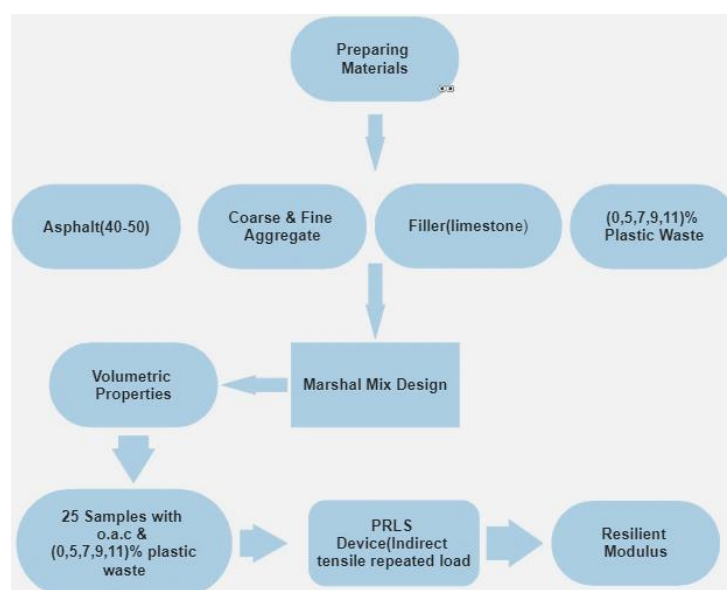 Preparing
Materials
Asphalt(40-50)
Coarse & Fine
Aggregate
Filler(limestone)
(0,5,7,9,11)%
Plastic Waste
Volumetric
Properties
Marshal Mix Design
25 Samples with
o.a.c &
(0,5,7,9,11)% plastic
waste
PRLS
Device(Indirect
tensile repeated load
Resilient
Modulus